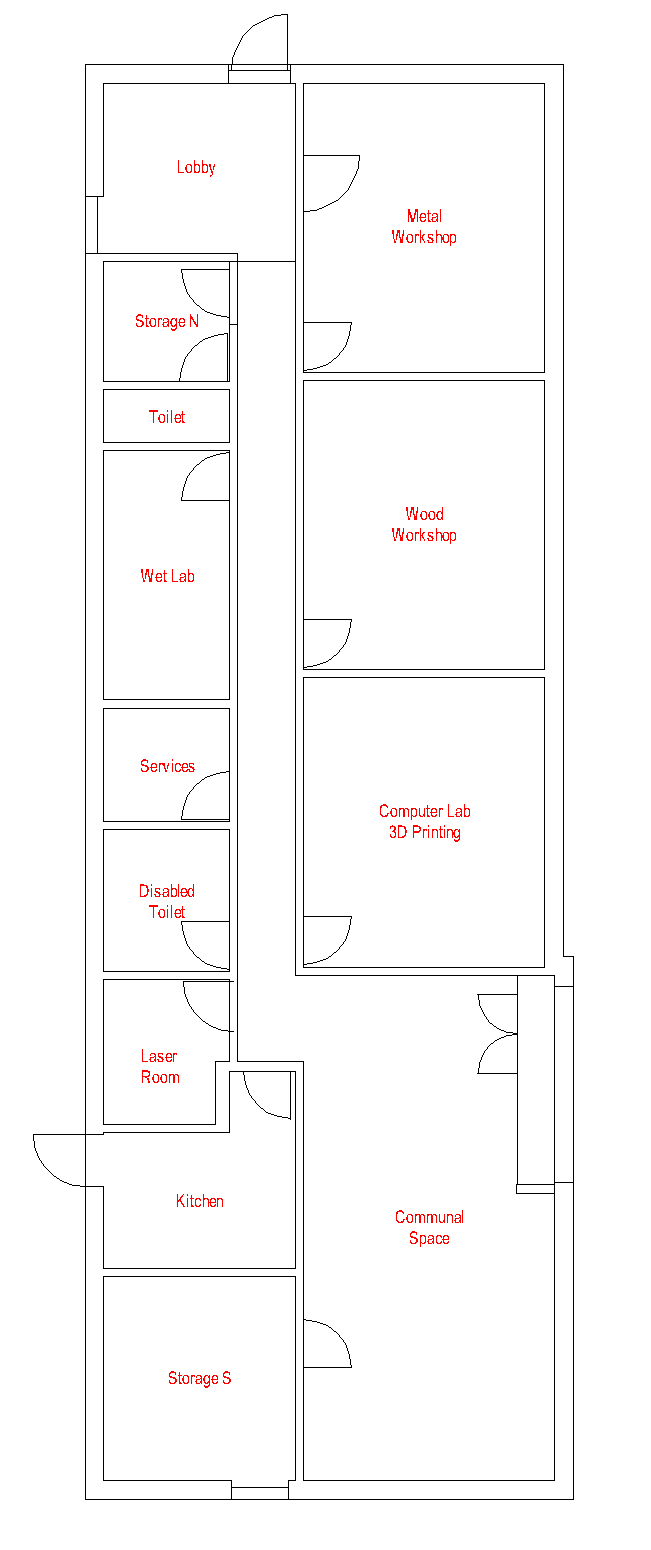 Lobby
Metal
Workshop
Storage N
Toilet
Wood
Workshop
Wet Lab
Services
Computer Lab
3D Printing
Disabled
Toilet
Laser
Room
Kitchen
Communal
Space
Storage S